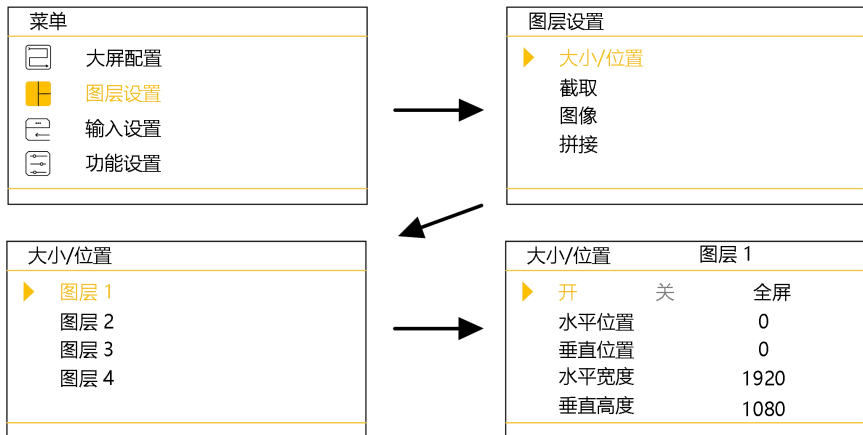 菜单
大屏配置
图层设置
输入设置
功能设置
图层设置
大小/位置
截取
图像
拼接
大小/位置
图层 1
图层 2
图层 3
图层 4
大小/位置 图层 1
开 关 全屏
水平位置 0
垂直位置 0
水平宽度 1920
垂直高度 1080